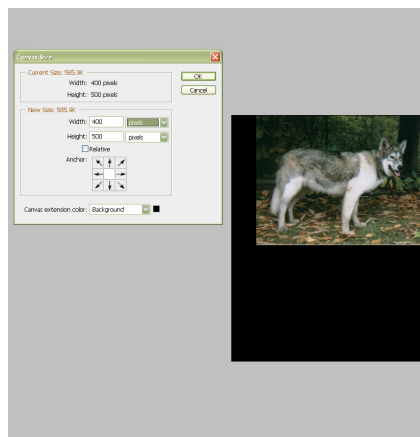 Canvas Size
Current Size: 585.9K
Width: 400 pixels
Height: 500 pixels
OK
Cancel
New Size: 585.9K
Width: 400 pixels
Height: 500 pixels
Relative
Anchor:
Canvas extension color: Background